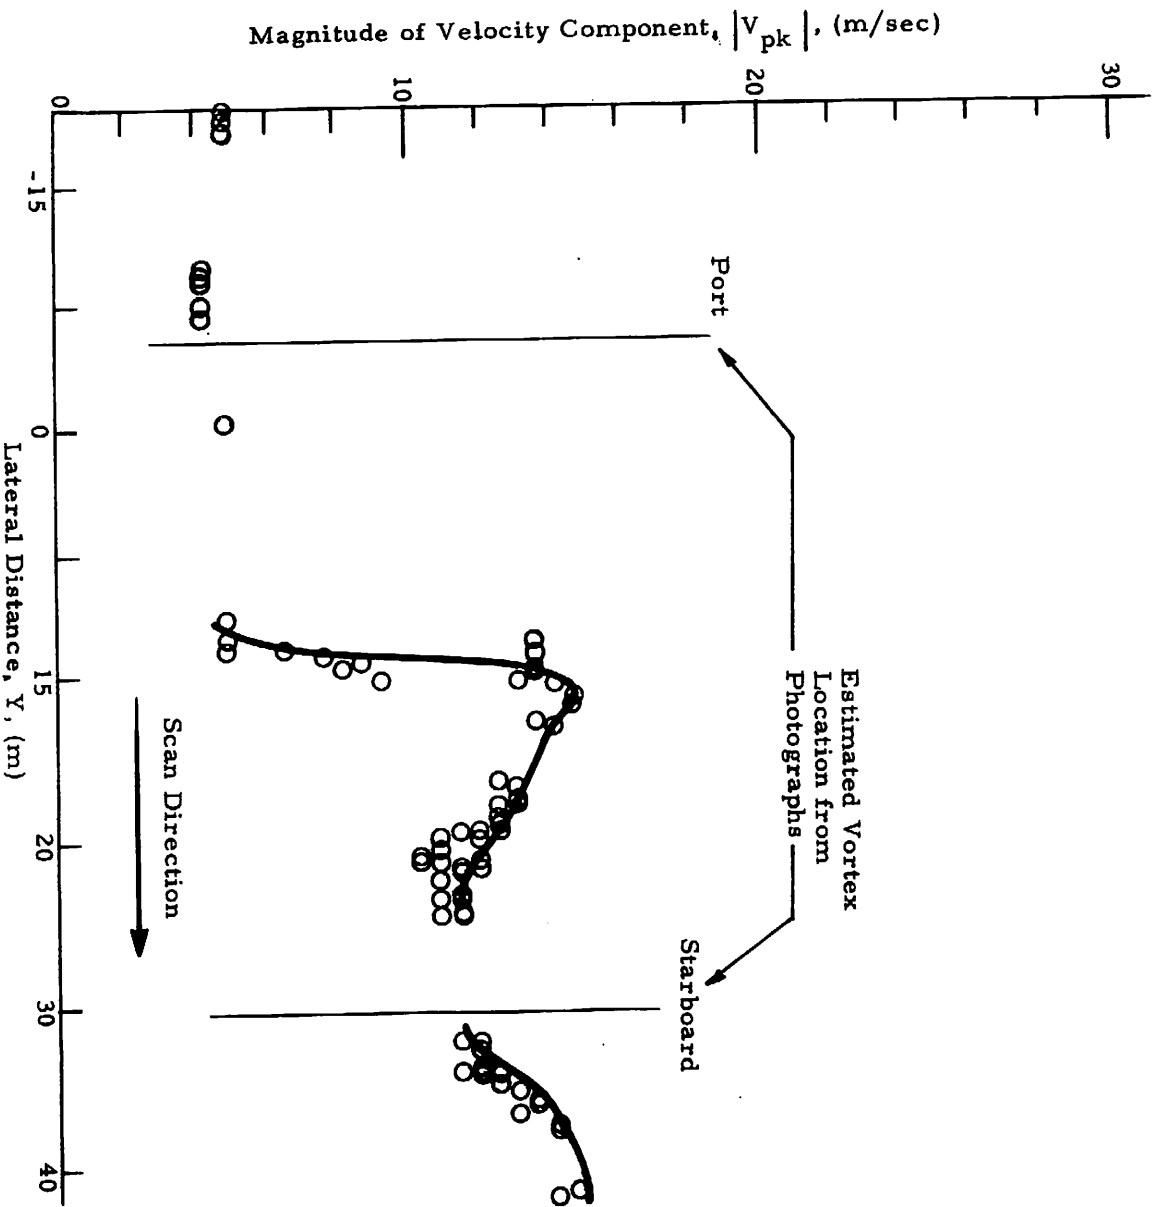 Magnitude of Velocity Component, |Vpk|, (m/sec)
0
10
20
30
Port
Estimated Vortex
Location from
Photographs
Starboard
Scan Direction
-15
0
15
20
30
40
Lateral Distance, Y, (m)